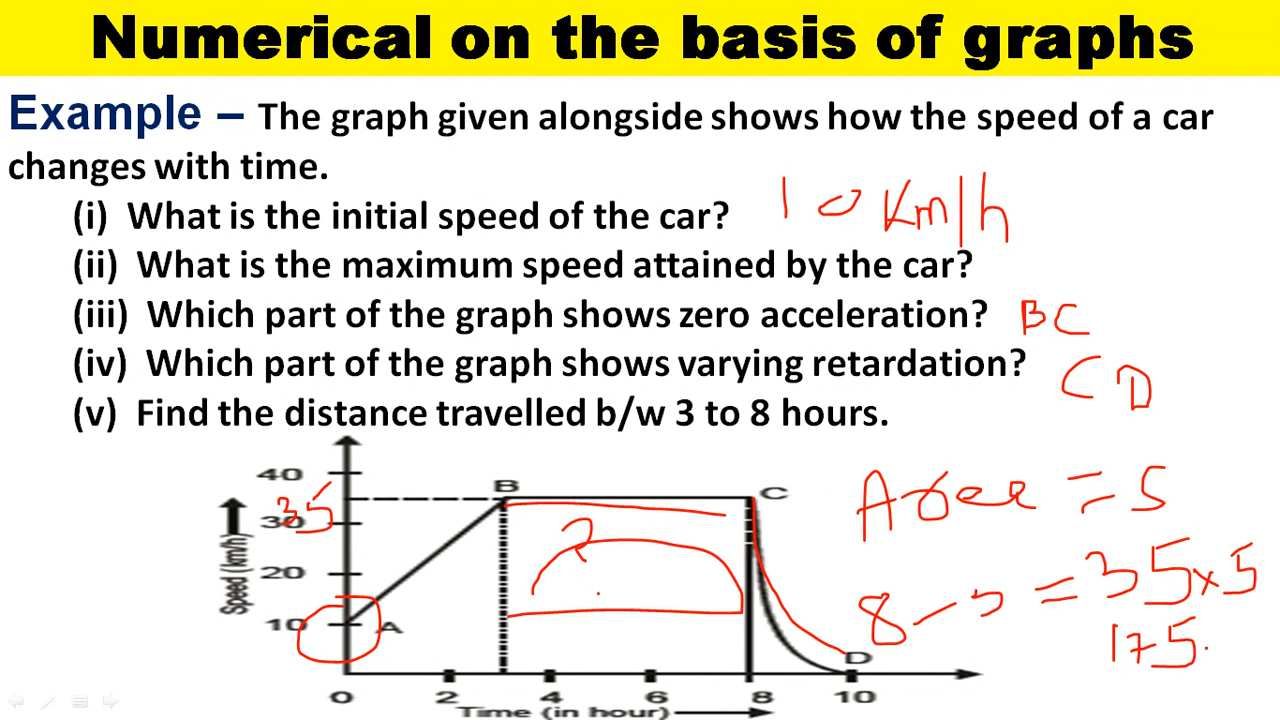 Numerical on the basis of graphs
Example – The graph given alongside shows how the speed of a car
changes with time.
(i) What is the initial speed of the car? 10 Km/h
(ii) What is the maximum speed attained by the car?
(iii) Which part of the graph shows zero acceleration? BC
(iv) Which part of the graph shows varying retardation? CD
(v) Find the distance travelled b/w 3 to 8 hours.
40
35
30
20
10
Speed (km/h)
A
B
C
D
0 2 4 6 8 10
Time (in hour)
Area = 5
8 – = 35×5
175.